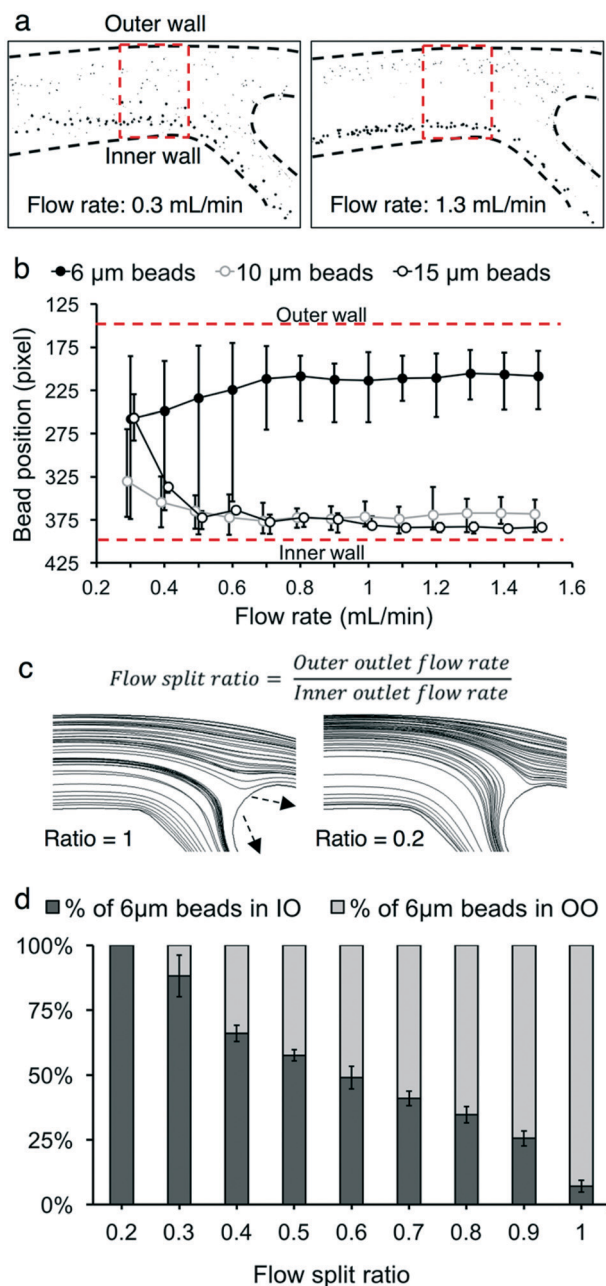 a
Outer wall
Inner wall
Flow rate: 0.3 mL/min
Flow rate: 1.3 mL/min
b
6 µm beads 10 µm beads 15 µm beads
Bead position (pixel)
125
175
225
275
325
375
425
Outer wall
Inner wall
0.2 0.4 0.6 0.8 1 1.2 1.4 1.6
Flow rate (mL/min)
c
Flow split ratio = Outer outlet flow rate
Inner outlet flow rate
Ratio = 1
Ratio = 0.2
d
% of 6µm beads in IO % of 6µm beads in OO
100%
75%
50%
25%
0%
0.2 0.3 0.4 0.5 0.6 0.7 0.8 0.9 1
Flow split ratio